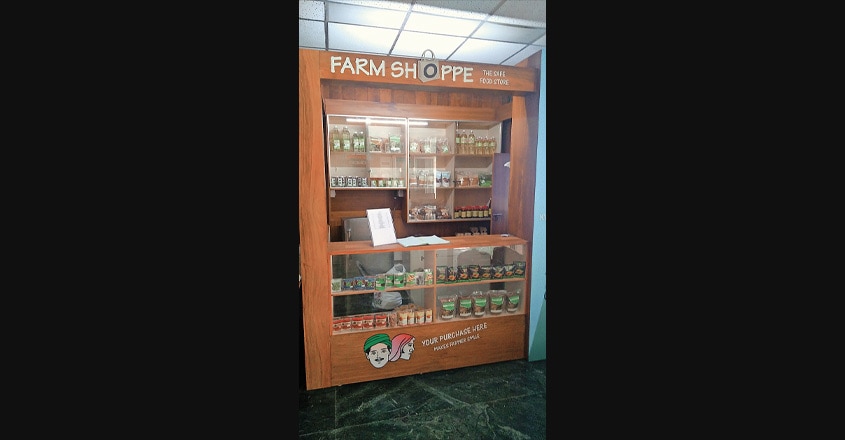 FARM SHOPPE
THE SAFE
FOOD STORE
YOUR PURCHASE HERE
MAKES FARMER SMILE